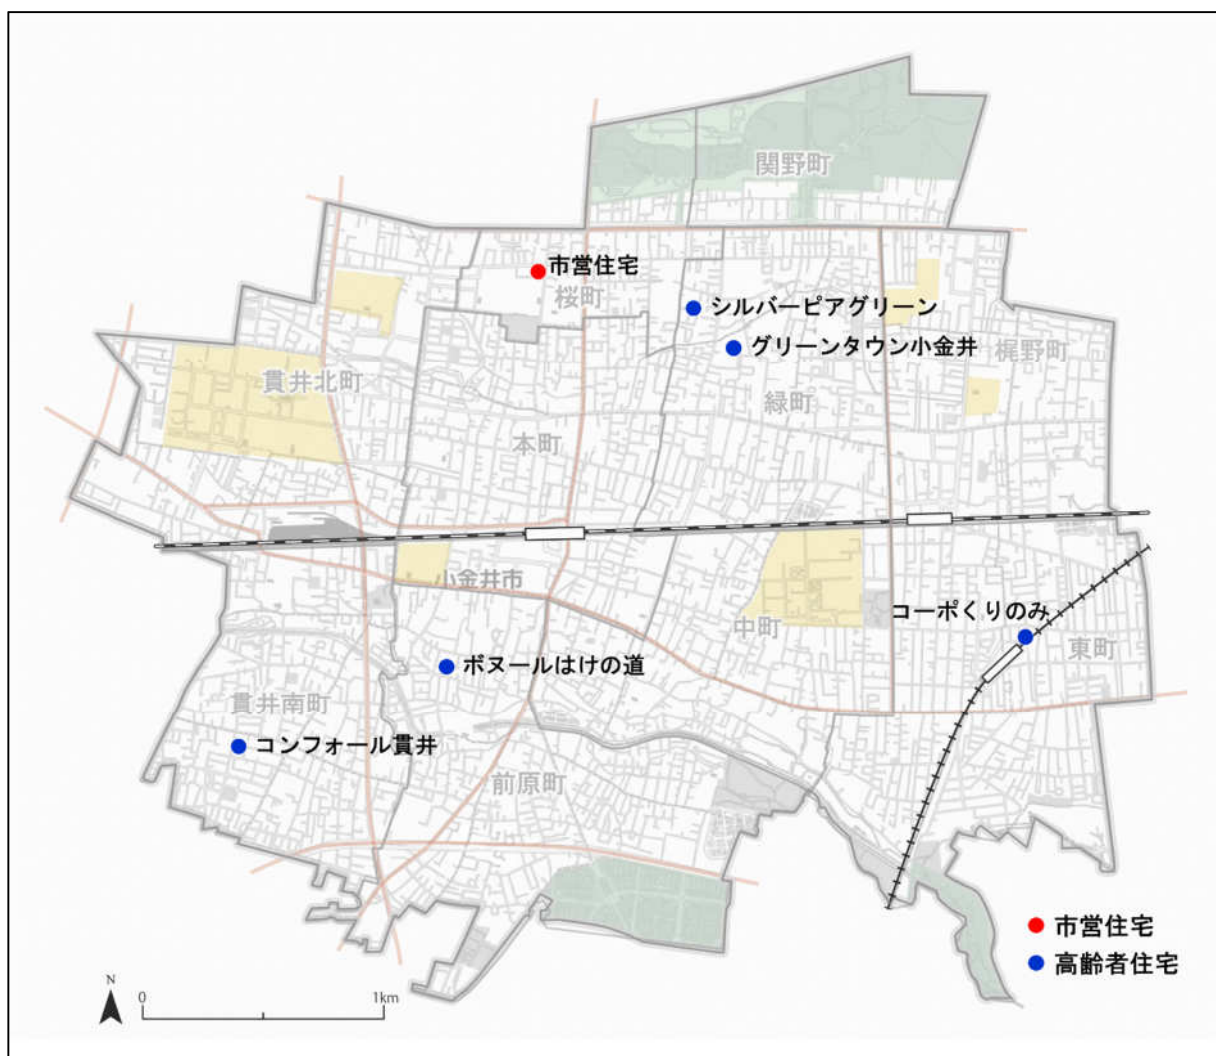 関野町
市営住宅
桜町
シルバーピアグリーン
グリーンタウン小金井
梶野町
貫井北町
緑町
本町
小金井市
コーポくりのみ
中町
東町
ボヌールはけの道
貫井南町
コンフォール貫井
前原町
市営住宅
高齢者住宅
N
0
1km